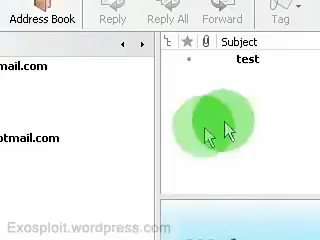 Address Book Reply Reply All Forward Tag
Subject
mail.com
test
otmail.com
Exosploit.wordpress.com